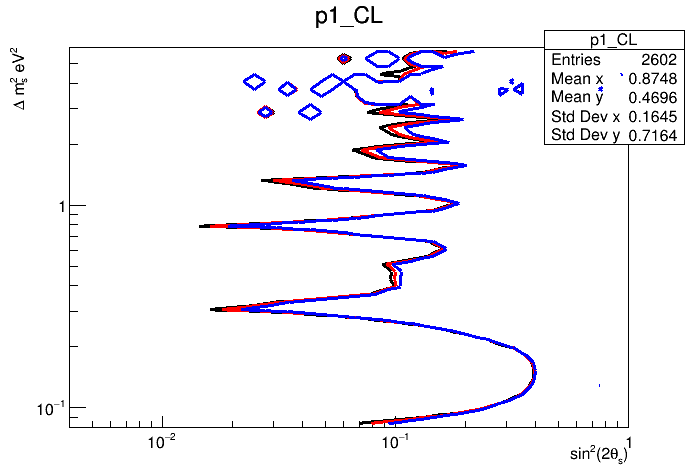 p1_CL
p1_CL
Entries 2602
Mean x 0.8748
Mean y 0.4696
Std Dev x 0.1645
Std Dev y 0.7164
Δ m²ₛ eV²
1
10⁻¹
10⁻² 10⁻¹ 1
sin²(2θₛ)